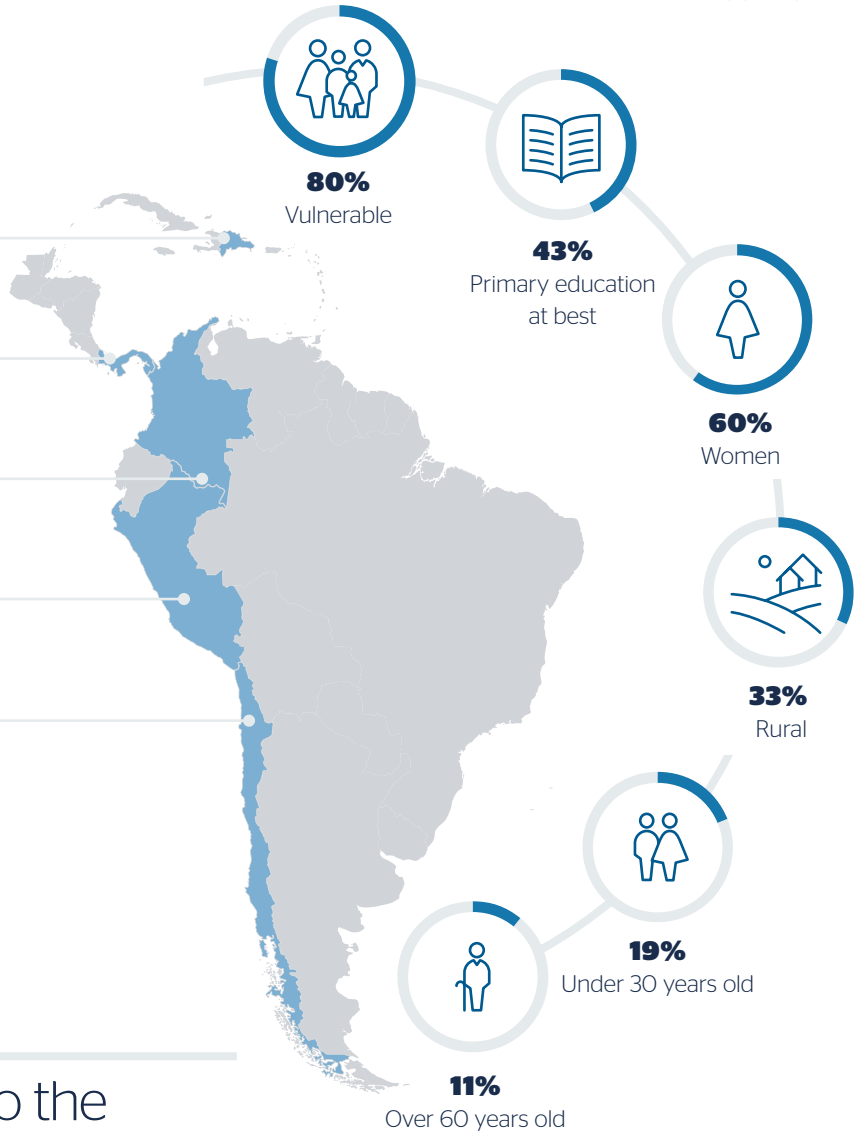 80%
Vulnerable
43%
Primary education
at best
60%
Women
33%
Rural
19%
Under 30 years old
11%
Over 60 years old
the